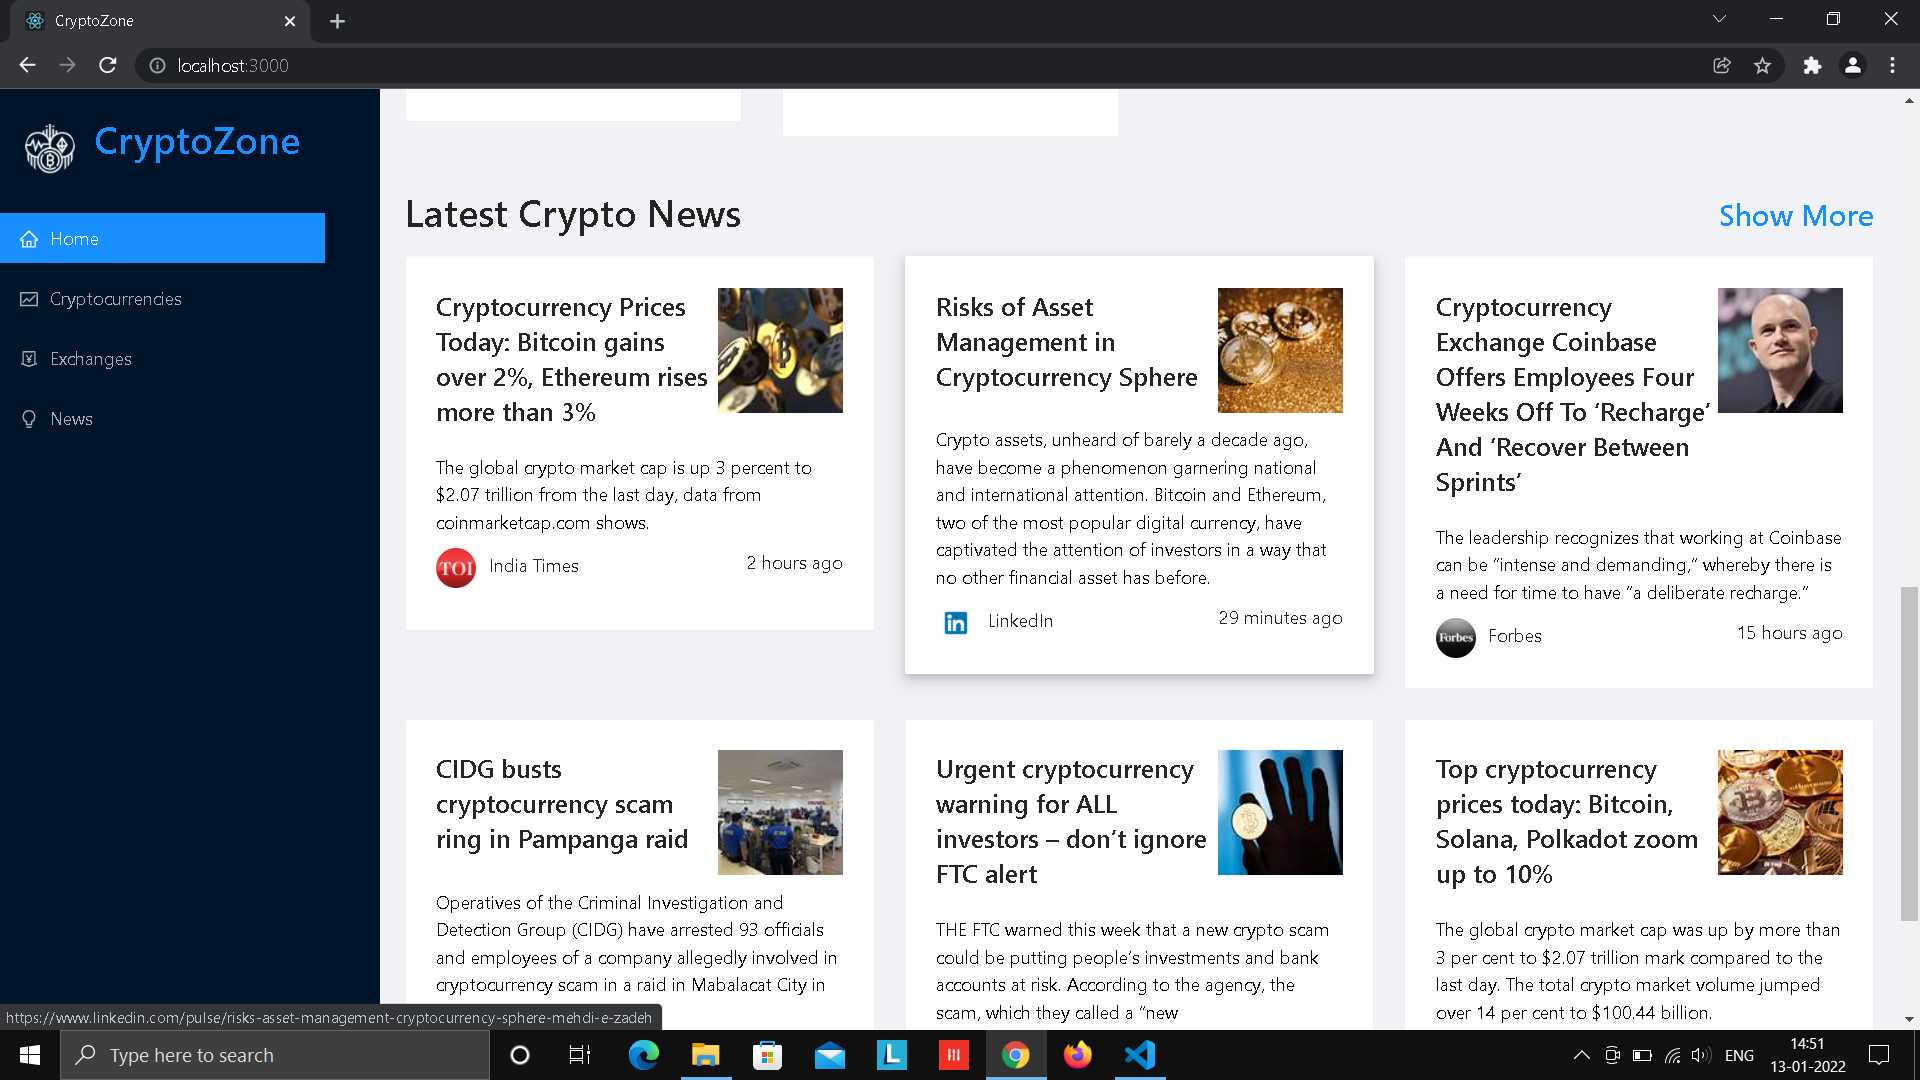 CryptoZone
localhost:3000
CryptoZone
Home
Cryptocurrencies
Exchanges
News
Latest Crypto News
Show More
Cryptocurrency Prices
Today: Bitcoin gains
over 2%, Ethereum rises
more than 3%
The global crypto market cap is up 3 percent to
$2.07 trillion from the last day, data from
coinmarketcap.com shows.
TOI
India Times
2 hours ago
Risks of Asset
Management in
Cryptocurrency Sphere
Crypto assets, unheard of barely a decade ago,
have become a phenomenon garnering national
and international attention. Bitcoin and Ethereum,
two of the most popular digital currency, have
captivated the attention of investors in a way that
no other financial asset has before.
in
LinkedIn
29 minutes ago
Cryptocurrency
Exchange Coinbase
Offers Employees Four
Weeks Off To ‘Recharge’
And ‘Recover Between
Sprints’
The leadership recognizes that working at Coinbase
can be “intense and demanding,” whereby there is
a need for time to have “a deliberate recharge.”
Forbes
Forbes
15 hours ago
CIDG busts
cryptocurrency scam
ring in Pampanga raid
Operatives of the Criminal Investigation and
Detection Group (CIDG) have arrested 93 officials
and employees of a company allegedly involved in
cryptocurrency scam in a raid in Mabalacat City in
Urgent cryptocurrency
warning for ALL
investors – don’t ignore
FTC alert
THE FTC warned this week that a new crypto scam
could be putting people’s investments and bank
accounts at risk. According to the agency, the
scam, which they called a “new
Top cryptocurrency
prices today: Bitcoin,
Solana, Polkadot zoom
up to 10%
The global crypto market cap was up by more than
3 per cent to $2.07 trillion mark compared to the
last day. The total crypto market volume jumped
over 14 per cent to $100.44 billion.
https://www.linkedin.com/pulse/risks-asset-management-cryptocurrency-sphere-mehdi-e-zadeh
Type here to search
L
ENG
14:51
13-01-2022